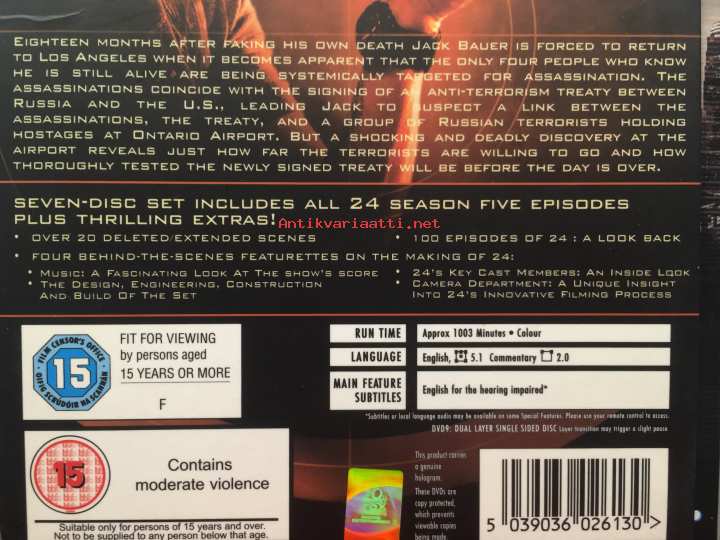 EIGHTEEN MONTHS AFTER FAKING HIS OWN DEATH JACK BAUER IS FORCED TO RETURN
TO LOS ANGELES WHEN IT BECOMES APPARENT THAT THE ONLY FOUR PEOPLE WHO KNOW
HE IS STILL ALIVE ARE BEING SYSTEMICALLY TARGETED FOR ASSASSINATION. THE
ASSASSINATIONS COINCIDE WITH THE SIGNING OF AN ANTI-TERRORISM TREATY BETWEEN
RUSSIA AND THE U.S., LEADING JACK TO SUSPECT A LINK BETWEEN THE
ASSASSINATIONS, THE TREATY, AND A GROUP OF RUSSIAN TERRORISTS HOLDING
HOSTAGES AT ONTARIO AIRPORT. BUT A SHOCKING AND DEADLY DISCOVERY AT THE
AIRPORT REVEALS JUST HOW FAR THE TERRORISTS ARE WILLING TO GO AND HOW
THOROUGHLY TESTED THE NEWLY SIGNED TREATY WILL BE BEFORE THE DAY IS OVER.
SEVEN-DISC SET INCLUDES ALL 24 SEASON FIVE EPISODES
PLUS THRILLING EXTRAS!
Antikvariaatti.net
• OVER 20 DELETED/EXTENDED SCENES
• 100 EPISODES OF 24 : A LOOK BACK
• FOUR BEHIND-THE-SCENES FEATURETTES ON THE MAKING OF 24:
• MUSIC: A FASCINATING LOOK AT THE SHOW'S SCORE
• THE DESIGN, ENGINEERING, CONSTRUCTION
AND BUILD OF THE SET
• 24'S KEY CAST MEMBERS: AN INSIDE LOOK
• CAMERA DEPARTMENT: A UNIQUE INSIGHT
INTO 24'S INNOVATIVE FILMING PROCESS
FILM CENSOR'S OFFICE
15
OIFIG SCRÚDÓIR NA SCANNÁN
FIT FOR VIEWING
by persons aged
15 YEARS OR MORE
F
RUN TIME
Approx 1003 Minutes • Colour
LANGUAGE
English, 5.1 Commentary 2.0
MAIN FEATURE
SUBTITLES
English for the hearing impaired*
*Subtitles or local language audio may be available on some Special Features. Please use your remote control to access.
DVD9: DUAL LAYER SINGLE SIDED DISC Layer transition may trigger a slight pause
15
Contains
moderate violence
Suitable only for persons of 15 years and over.
Not to be supplied to any person below that age.
This product carries
a genuine
hologram.
These DVDs are
copy protected,
which prevents
viewable copies
being made.
5 039036 026130 >